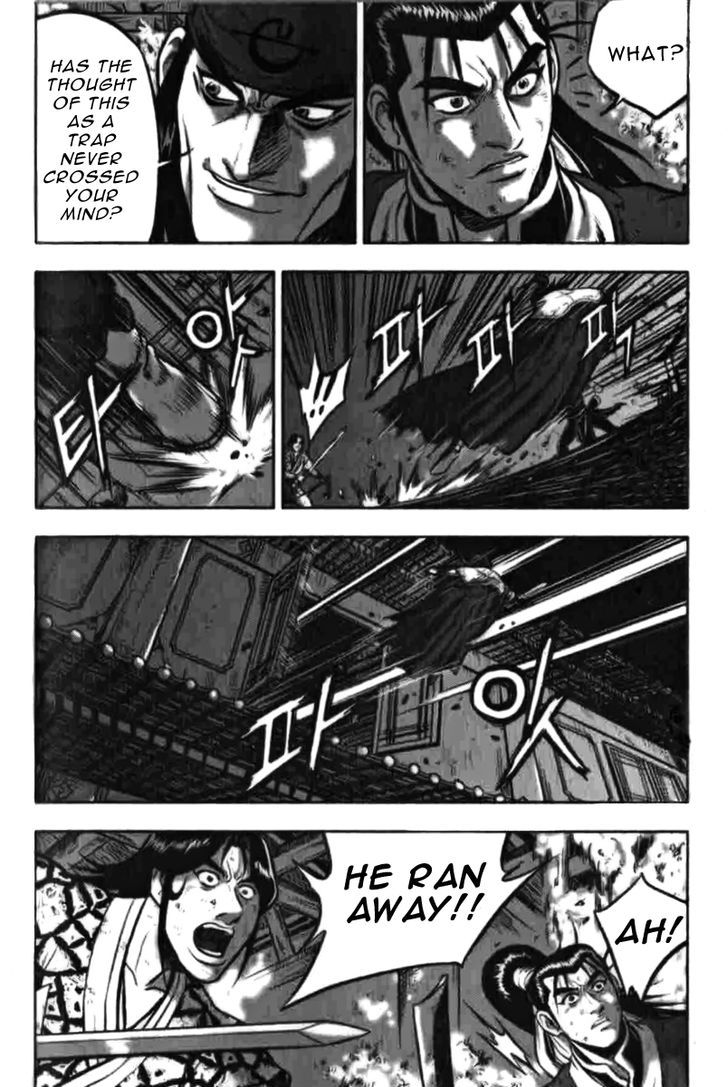 HAS THE
THOUGHT
OF THIS
AS A
TRAP
NEVER
CROSSED
YOUR
MIND?
WHAT?
타
앗
!!
파
파
팍
파
앗
HE RAN
AWAY!!
AH!